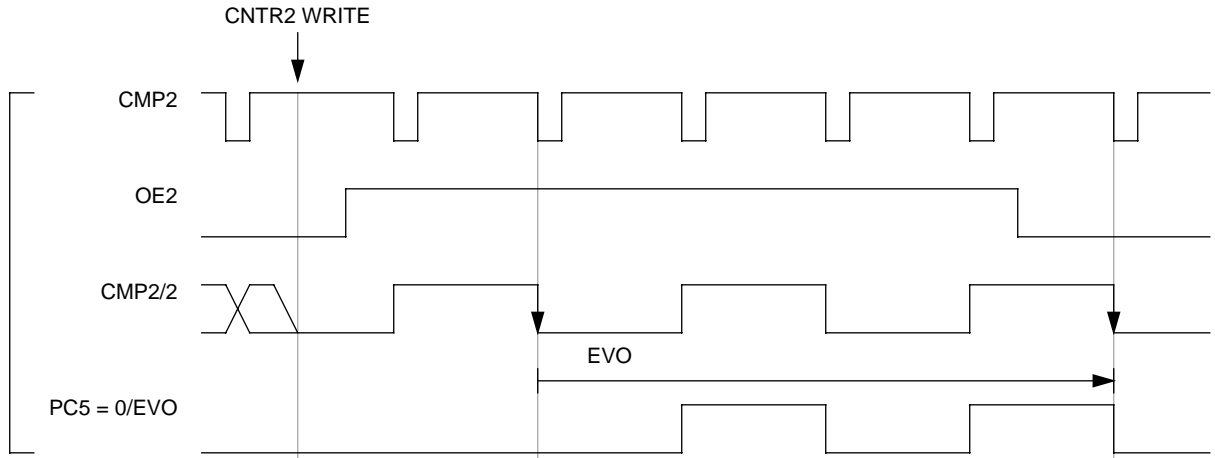 CNTR2 WRITE
CMP2
OE2
CMP2/2
EVO
PC5 = 0/EVO